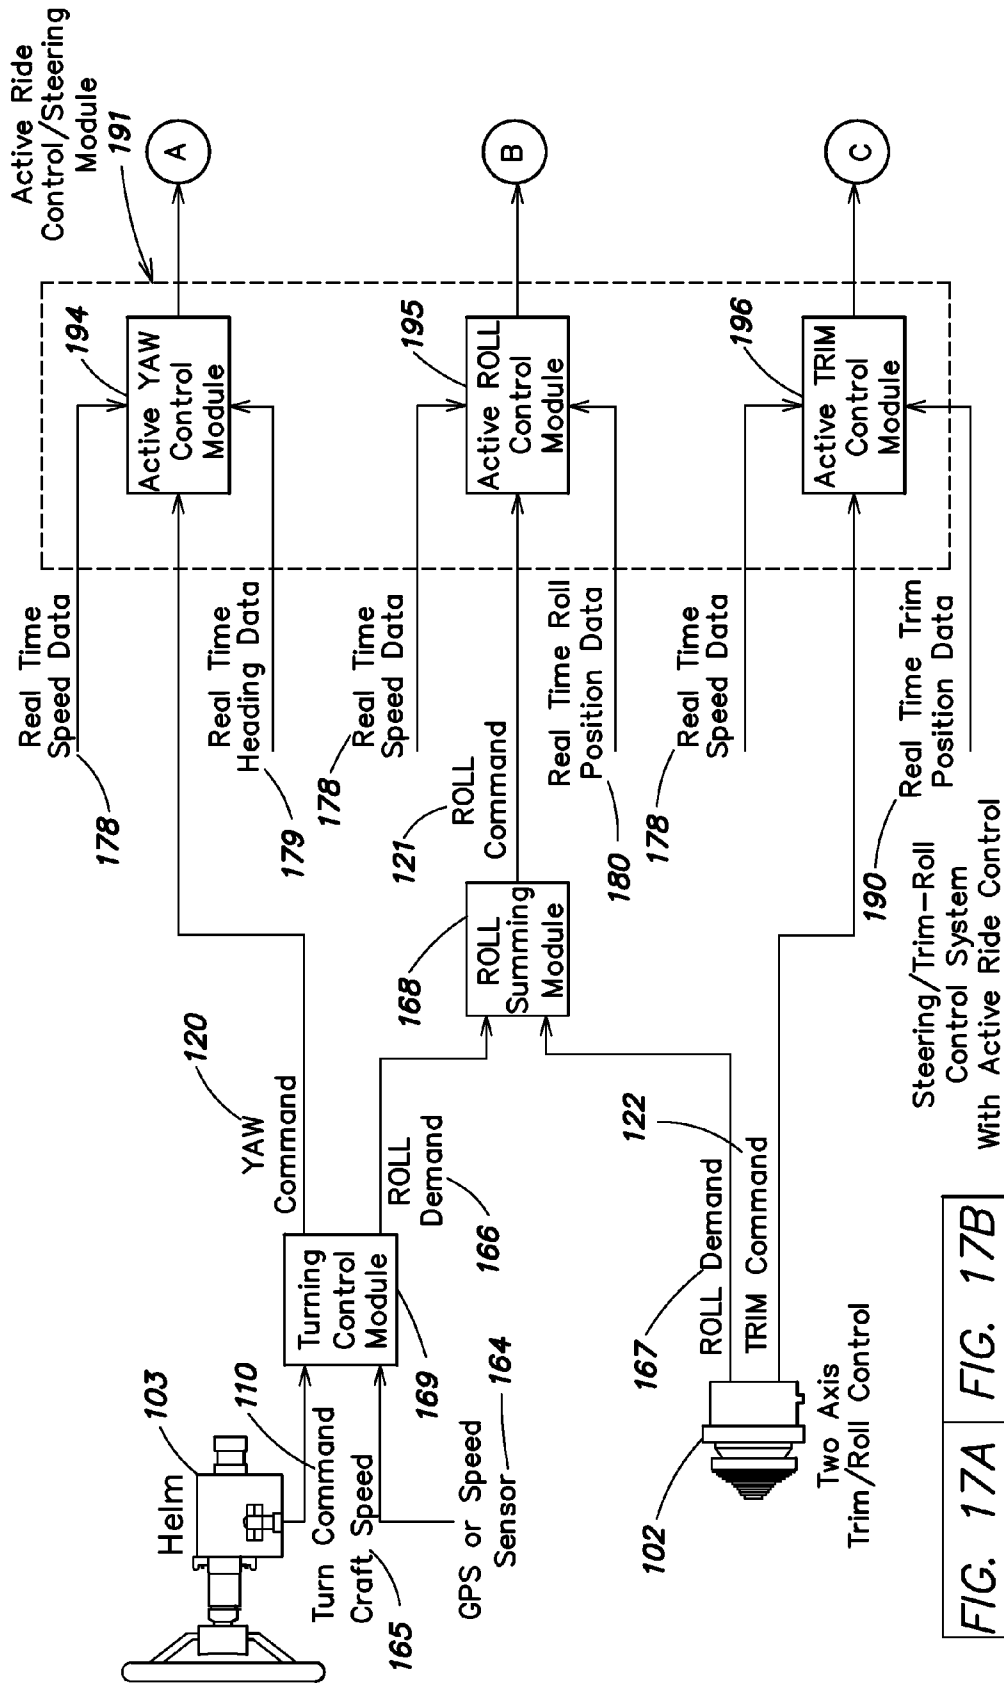 Helm
103
Turn Command
110
Craft Speed
165
GPS or Speed
Sensor
164
Turning
Control
Module
169
YAW
Command
120
ROLL
Demand
166
102
Two Axis
Trim/Roll Control
ROLL Demand
167
TRIM Command
122
ROLL
Summing
Module
168
ROLL
Command
121
Real Time
Speed Data
178
Real Time
Heading Data
179
Real Time
Speed Data
178
Real Time Roll
Position Data
180
Real Time
Speed Data
178
Real Time Trim
Position Data
190
Active Ride
Control/Steering
Module
191
Active YAW
Control
Module
194
Active ROLL
Control
Module
195
Active TRIM
Control
Module
196
A
B
C
Steering/Trim-Roll
Control System
With Active Ride Control
FIG. 17A
FIG. 17B